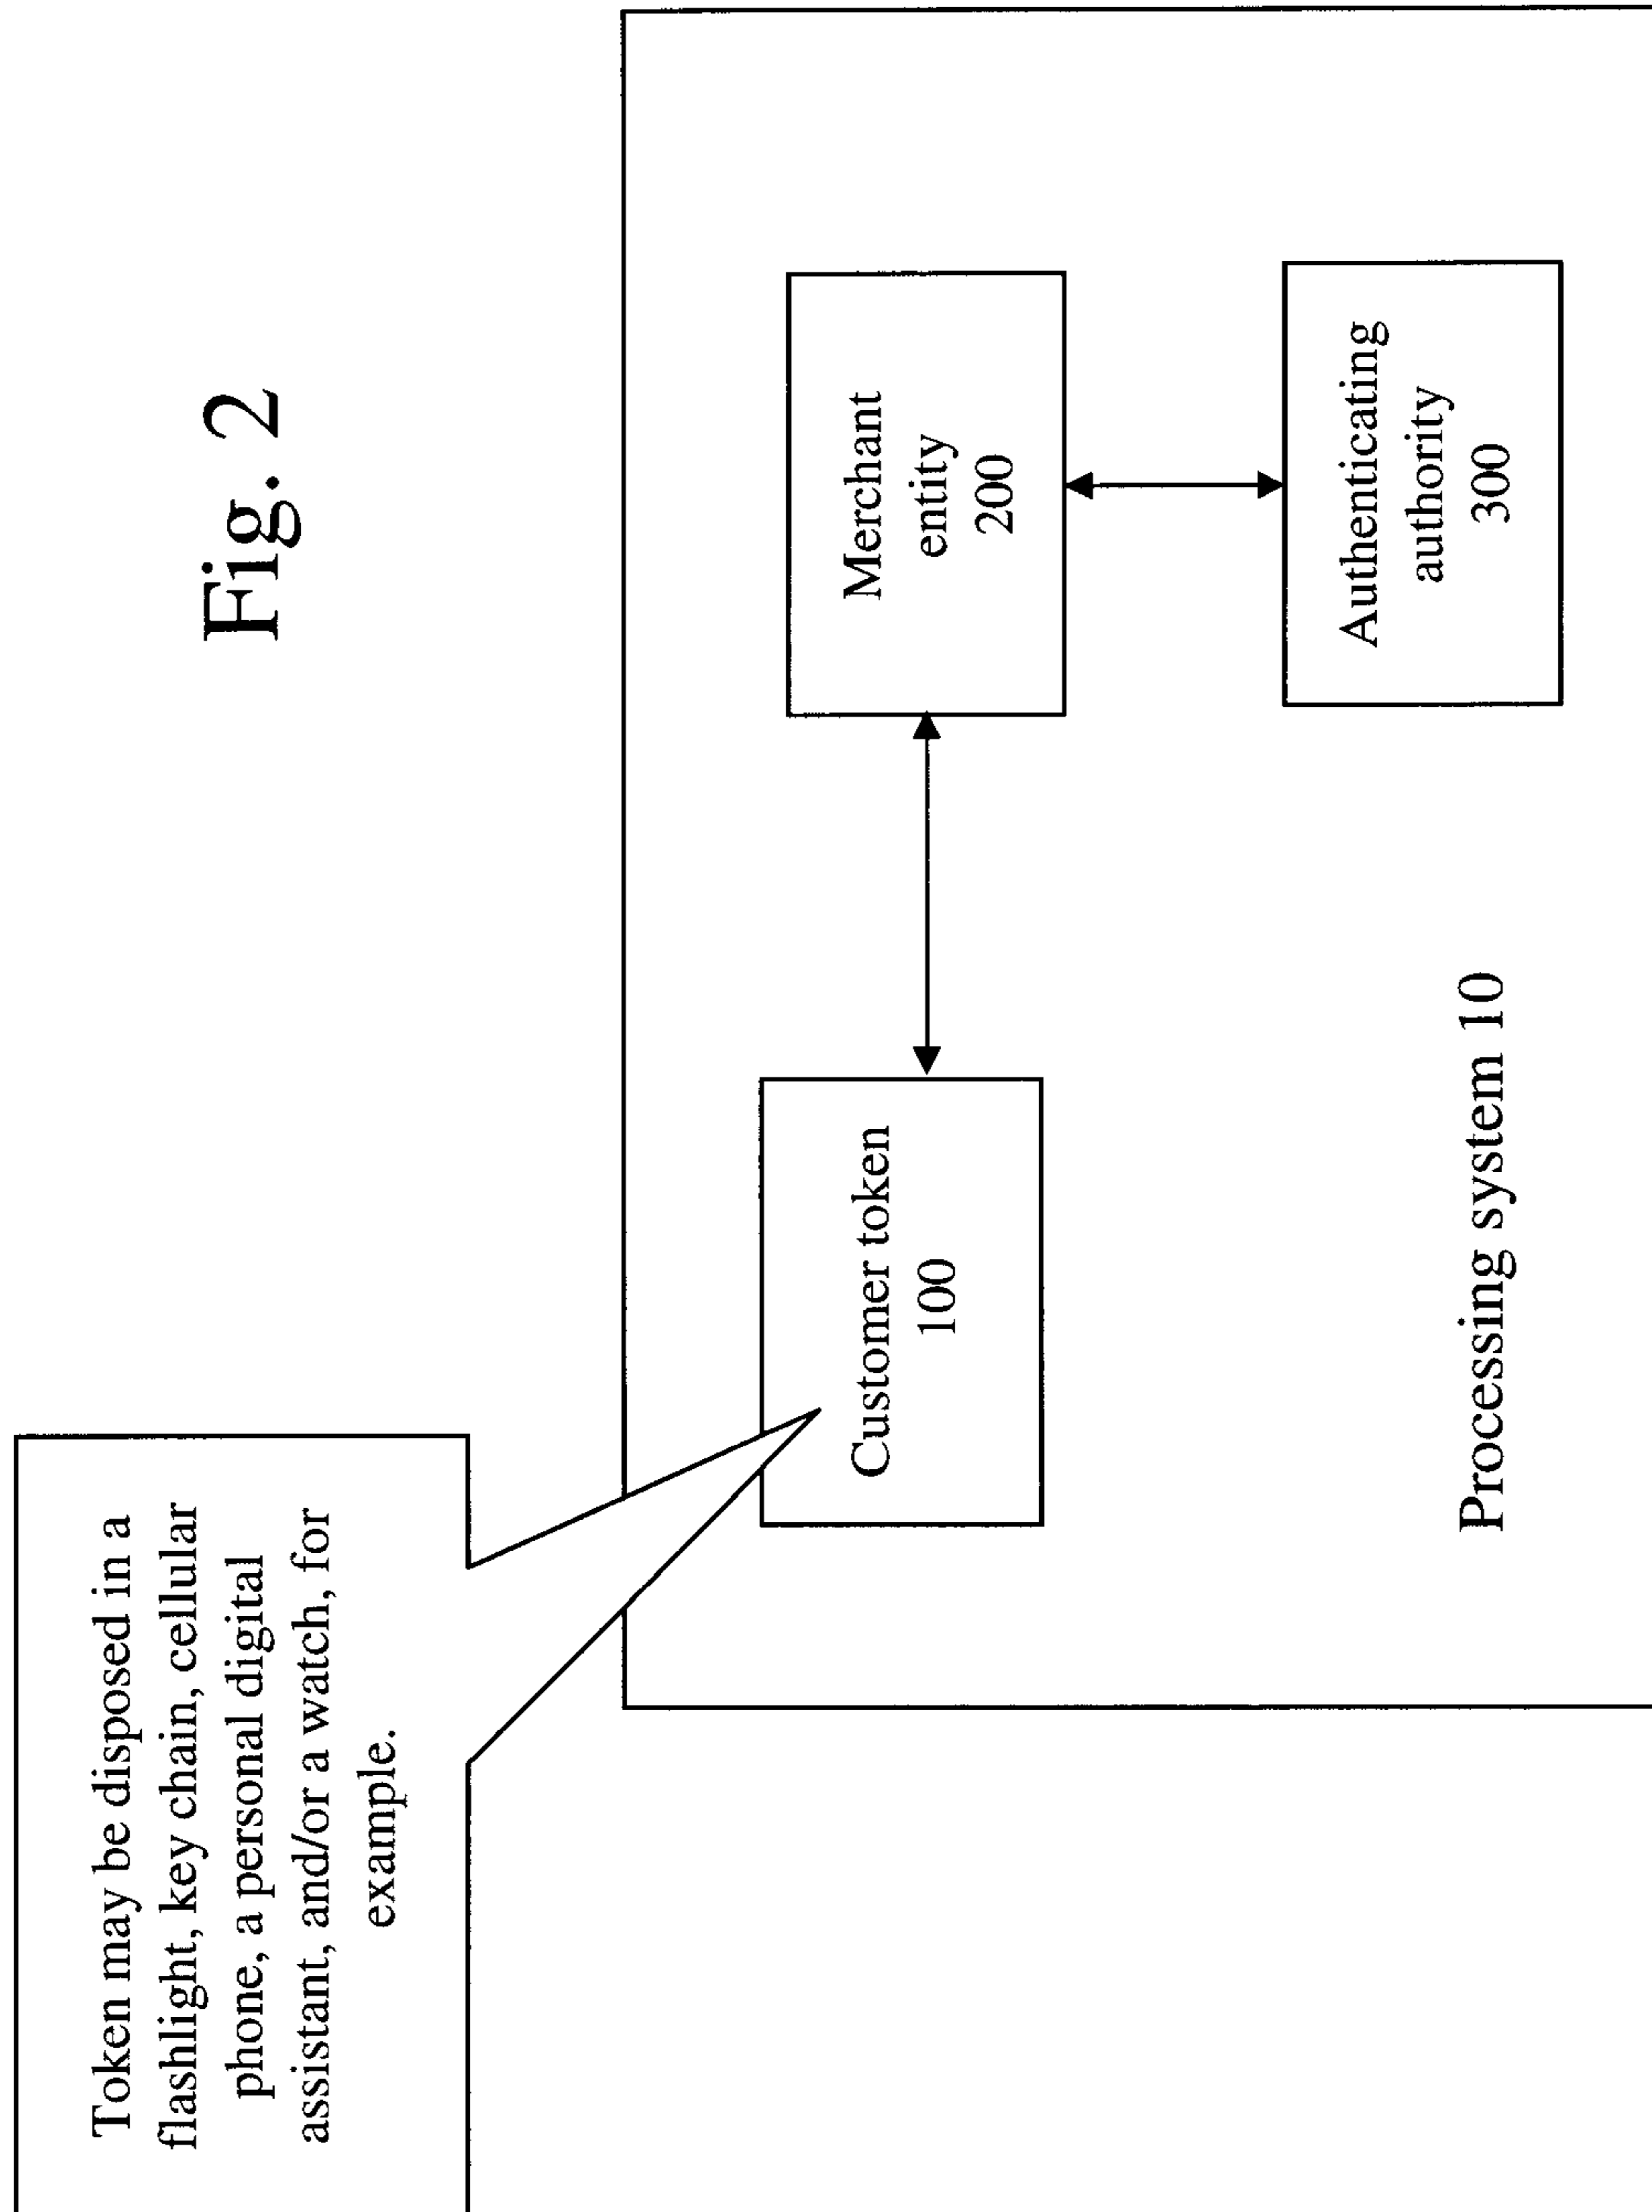 Fig. 2
Token may be disposed in a
flashlight, key chain, cellular
phone, a personal digital
assistant, and/or a watch, for
example.
Customer token
100
Merchant
entity
200
Authenticating
authority
300
Processing system 10